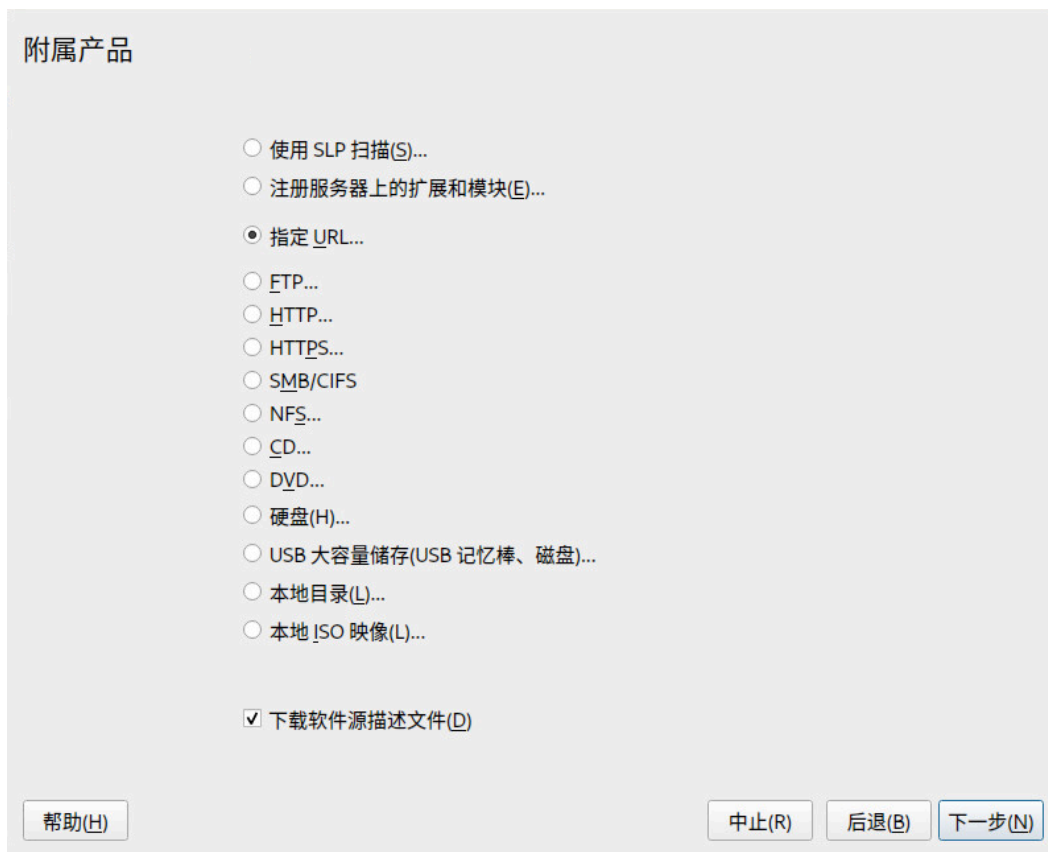 附属产品
使用 SLP 扫描(S)...
注册服务器上的扩展和模块(E)...
指定 URL...
FTP...
HTTP...
HTTPS...
SMB/CIFS
NFS...
CD...
DVD...
硬盘(H)...
USB 大容量储存(USB 记忆棒、磁盘)...
本地目录(L)...
本地 ISO 映像(L)...
下载软件源描述文件(D)
帮助(H) 中止(R) 后退(B) 下一步(N)